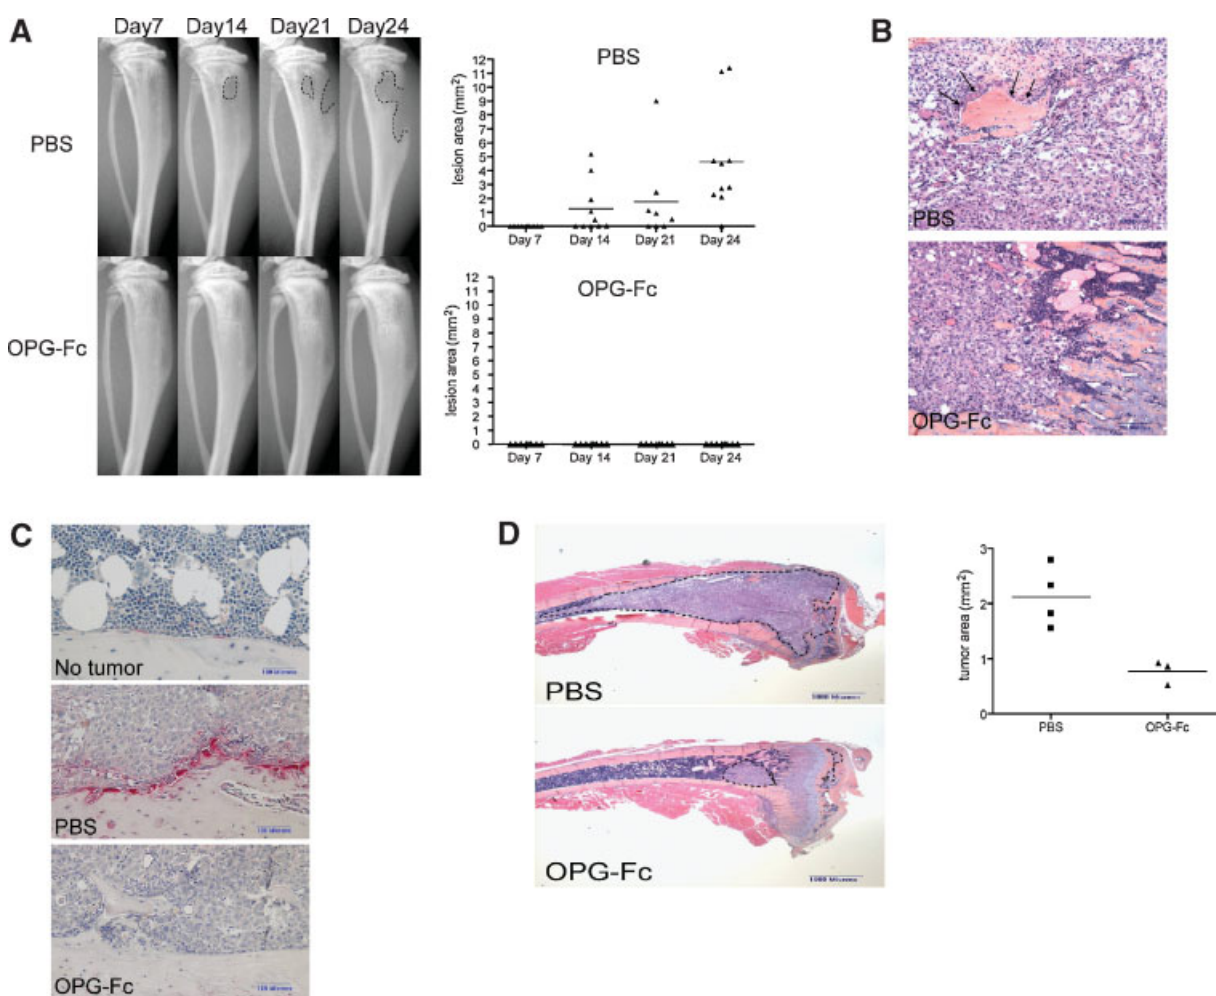 A
Day7 Day14 Day21 Day24
PBS
OPG-Fc
PBS
lesion area (mm²)
12
11
10
9
8
7
6
5
4
3
2
1
0
Day 7 Day 14 Day 21 Day 24
OPG-Fc
lesion area (mm²)
12
11
10
9
8
7
6
5
4
3
2
1
0
Day 7 Day 14 Day 21 Day 24
B
PBS
OPG-Fc
C
No tumor
PBS
OPG-Fc
D
PBS
OPG-Fc
tumor area (mm²)
3
2
1
0
PBS OPG-Fc